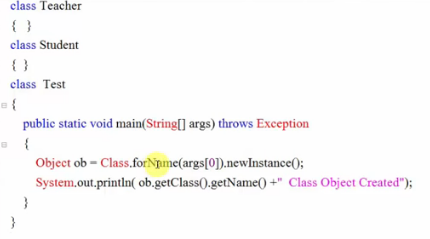 class Teacher
{  }
class Student
{ }
class  Test
{
public static void main(String[] args) throws Exception
{
Object ob = Class.forName(args[0]).newInstance();
System.out.println( ob.getClass().getName() +"  Class Object Created");
}
}